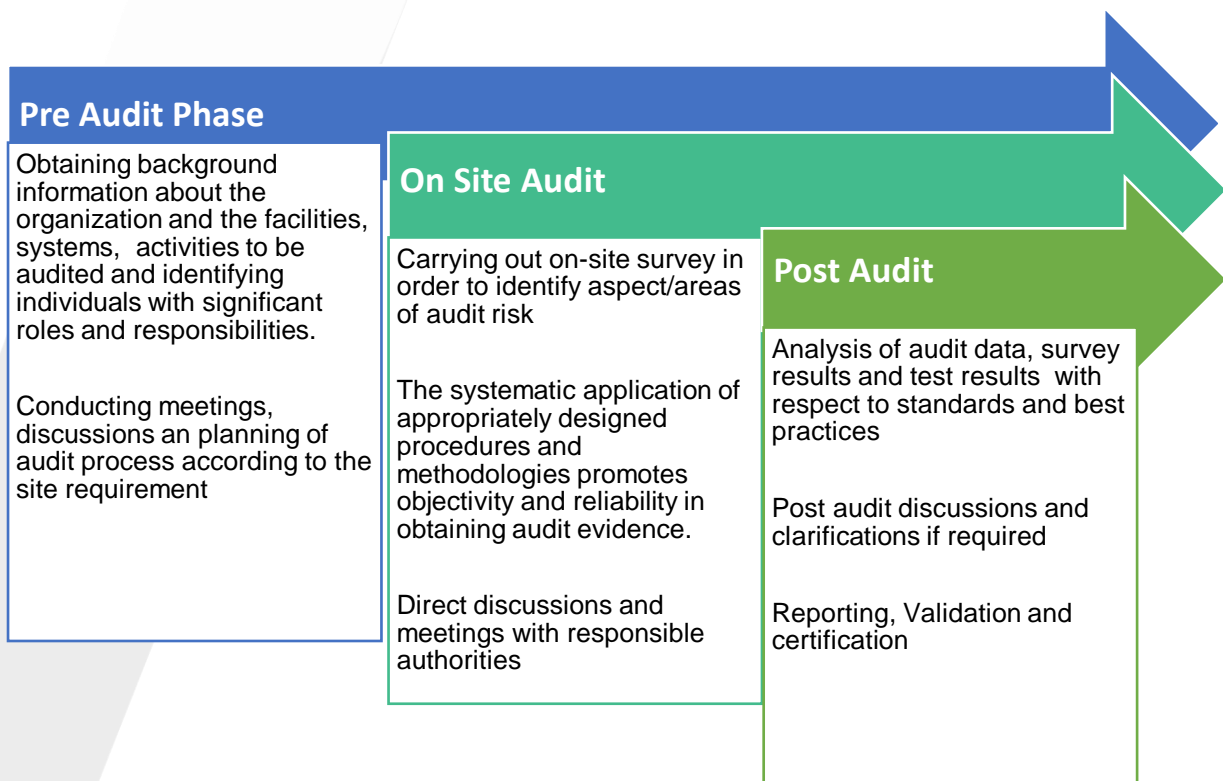 Pre Audit Phase
Obtaining background
information about the
organization and the facilities,
systems,  activities to be
audited and identifying
individuals with significant
roles and responsibilities.
Conducting meetings,
discussions an planning of
audit process according to the
site requirement
On Site Audit
Carrying out on-site survey in
order to identify aspect/areas
of audit risk
The systematic application of
appropriately designed
procedures and
methodologies promotes
objectivity and reliability in
obtaining audit evidence.
Direct discussions and
meetings with responsible
authorities
Post Audit
Analysis of audit data, survey
results and test results  with
respect to standards and best
practices
Post audit discussions and
clarifications if required
Reporting, Validation and
certification